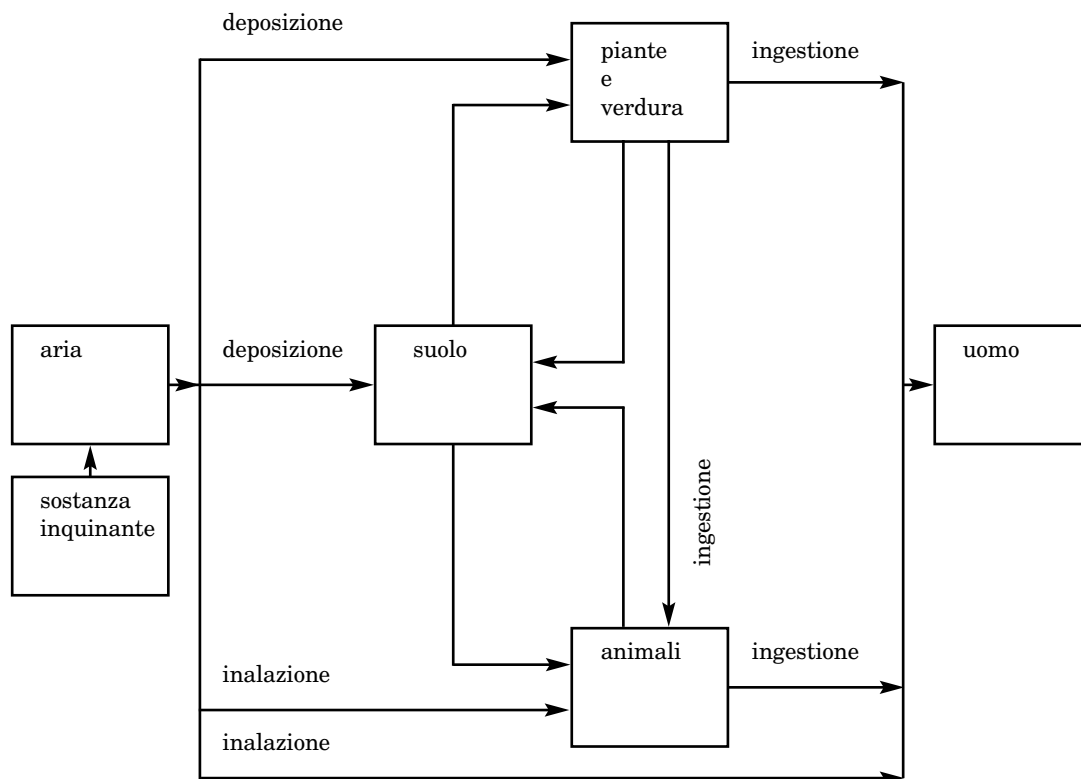 deposizione
piante
e
verdura
ingestione
aria
deposizione
suolo
uomo
sostanza
inquinante
ingestione
animali
ingestione
inalazione
inalazione